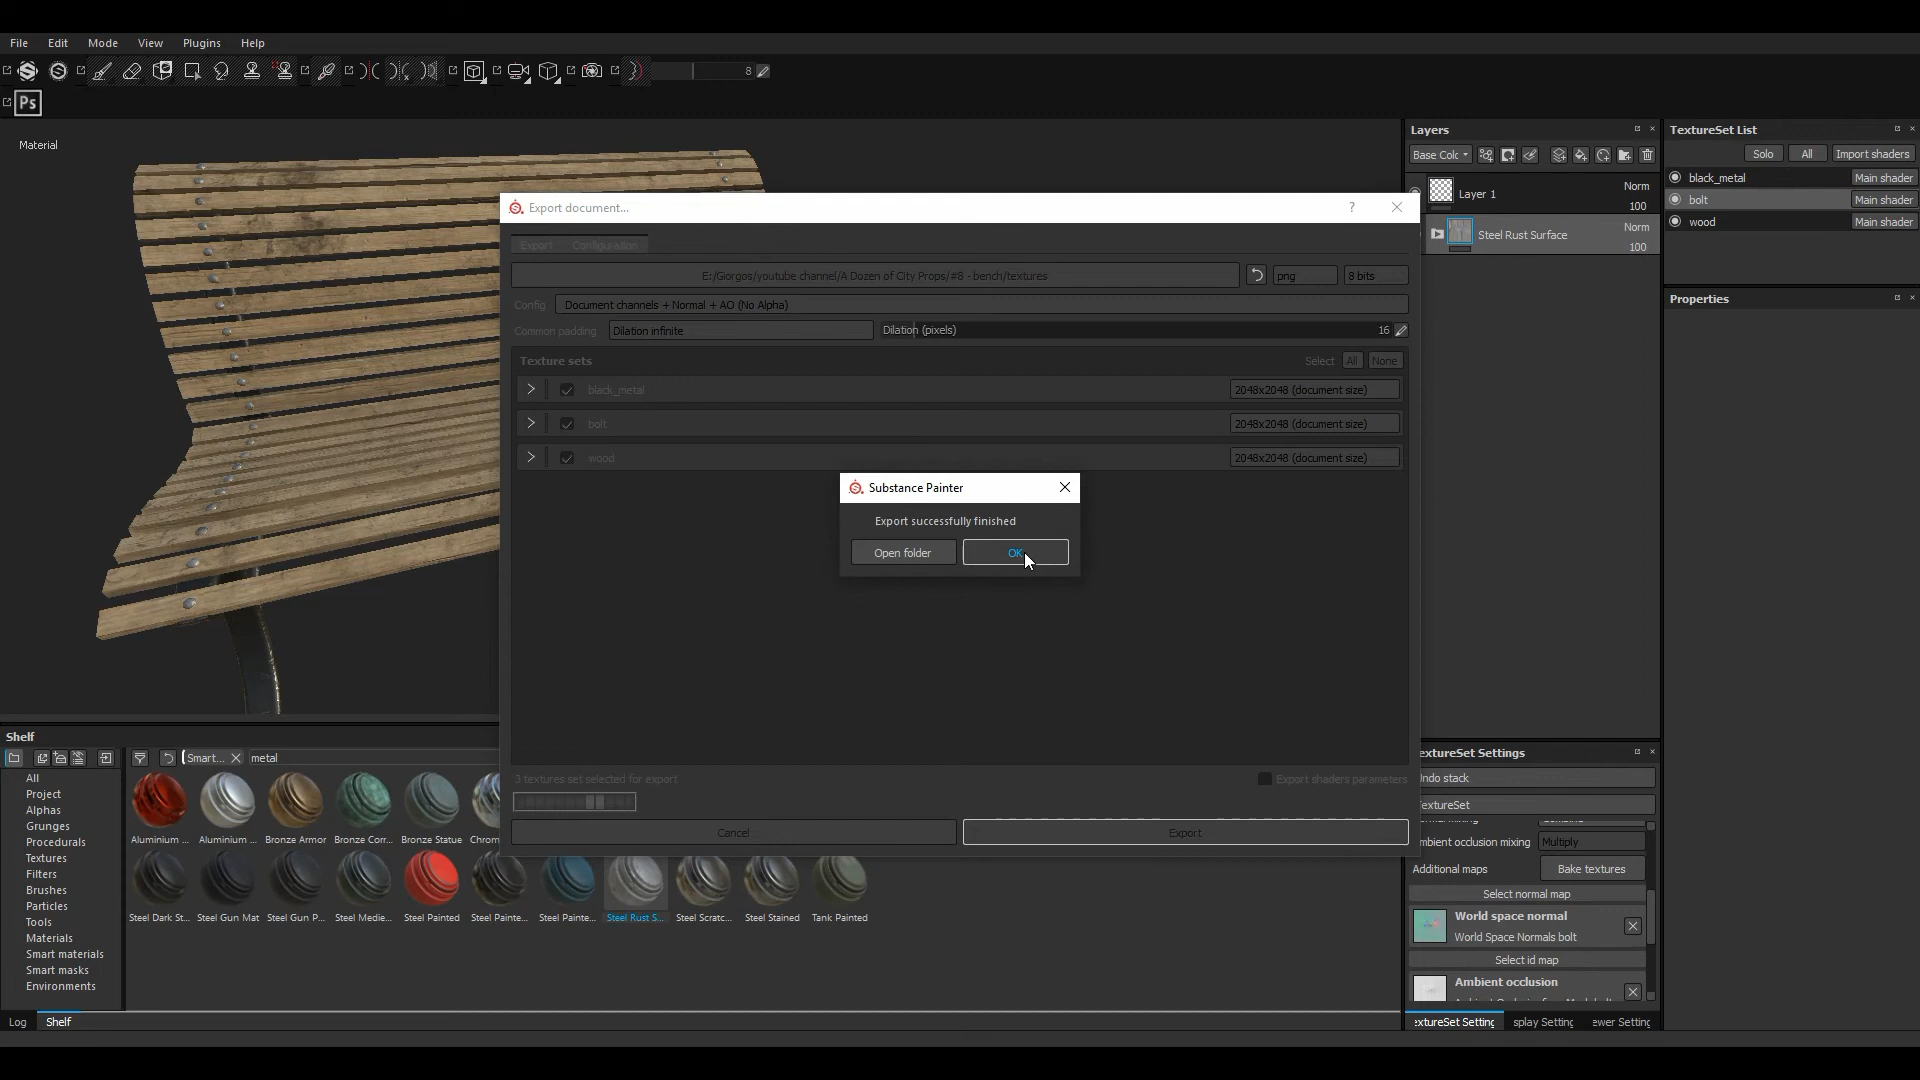 File Edit Mode View Plugins Help
8
Ps
Material
Layers
Base Colc
Layer 1
Norm
100
Steel Rust Surface
Norm
100
TextureSet List
Solo All Import shaders
black_metal Main shader
bolt Main shader
wood Main shader
Properties
Export document...
?
Export Configuration
E:/Giorgos/youtube channel/A Dozen of City Props/#8 - bench/textures
png
8 bits
Config Document channels + Normal + AO (No Alpha)
Common padding Dilation infinite Dilation (pixels) 16
Texture sets Select All None
black_metal 2048x2048 (document size)
bolt 2048x2048 (document size)
wood 2048x2048 (document size)
Substance Painter
Export successfully finished
Open folder OK
3 textures set selected for export
Export shaders parameters
Cancel Export
Shelf
Smart... metal
All
Project
Alphas
Grunges
Procedurals
Textures
Filters
Brushes
Particles
Tools
Materials
Smart materials
Smart masks
Environments
Aluminium ... Aluminium ... Bronze Armor Bronze Corr... Bronze Statue Chrom
Steel Dark St... Steel Gun Mat Steel Gun P... Steel Medie... Steel Painted Steel Painte... Steel Painte... Steel Rust S... Steel Scratc... Steel Stained Tank Painted
Log Shelf
extureSet Settings
Undo stack
extureSet
mbient occlusion mixing Multiply
Additional maps Bake textures
Select normal map
World space normal
World Space Normals bolt
Select id map
Ambient occlusion
extureSet Setting splay Setting ewer Setting